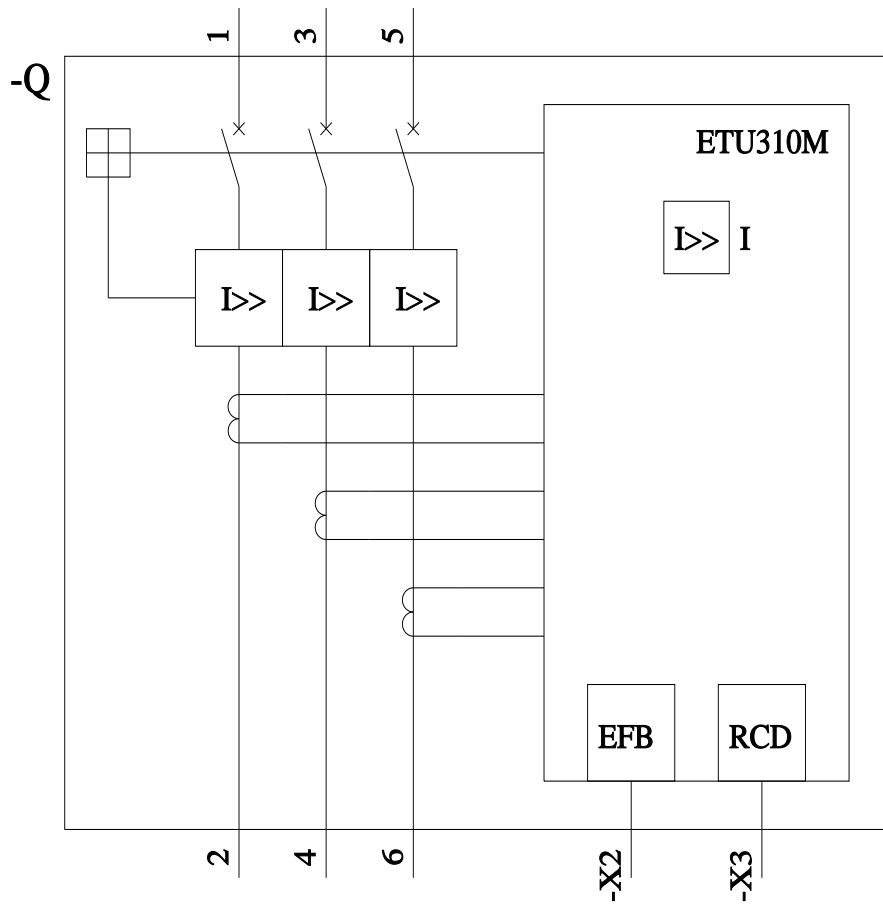 1 3 5
-Q
ETU310M
I>> I
I>> I>> I>>
EFB RCD
2 4 6 -X2 -X3